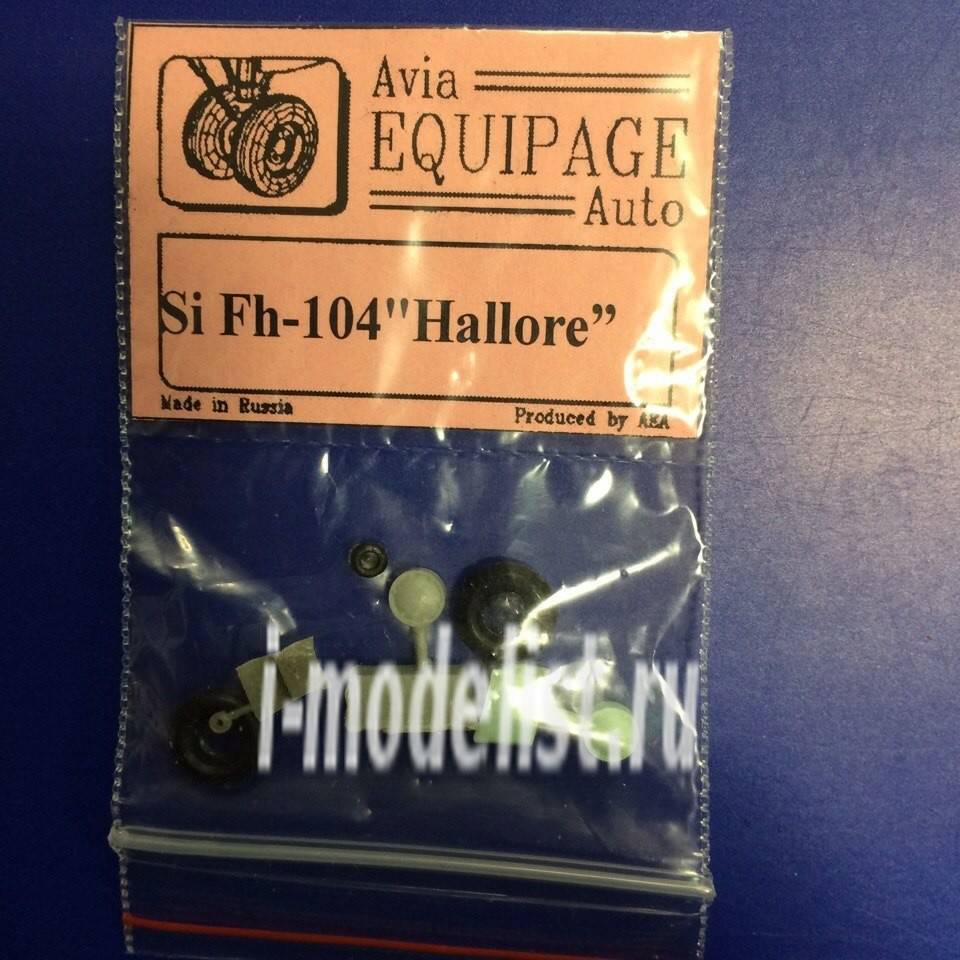 Avia
EQUIPAGE
Auto
Si Fh-104"Hallore”
Made in Russia
Produced by AEA
i-modelist.ru